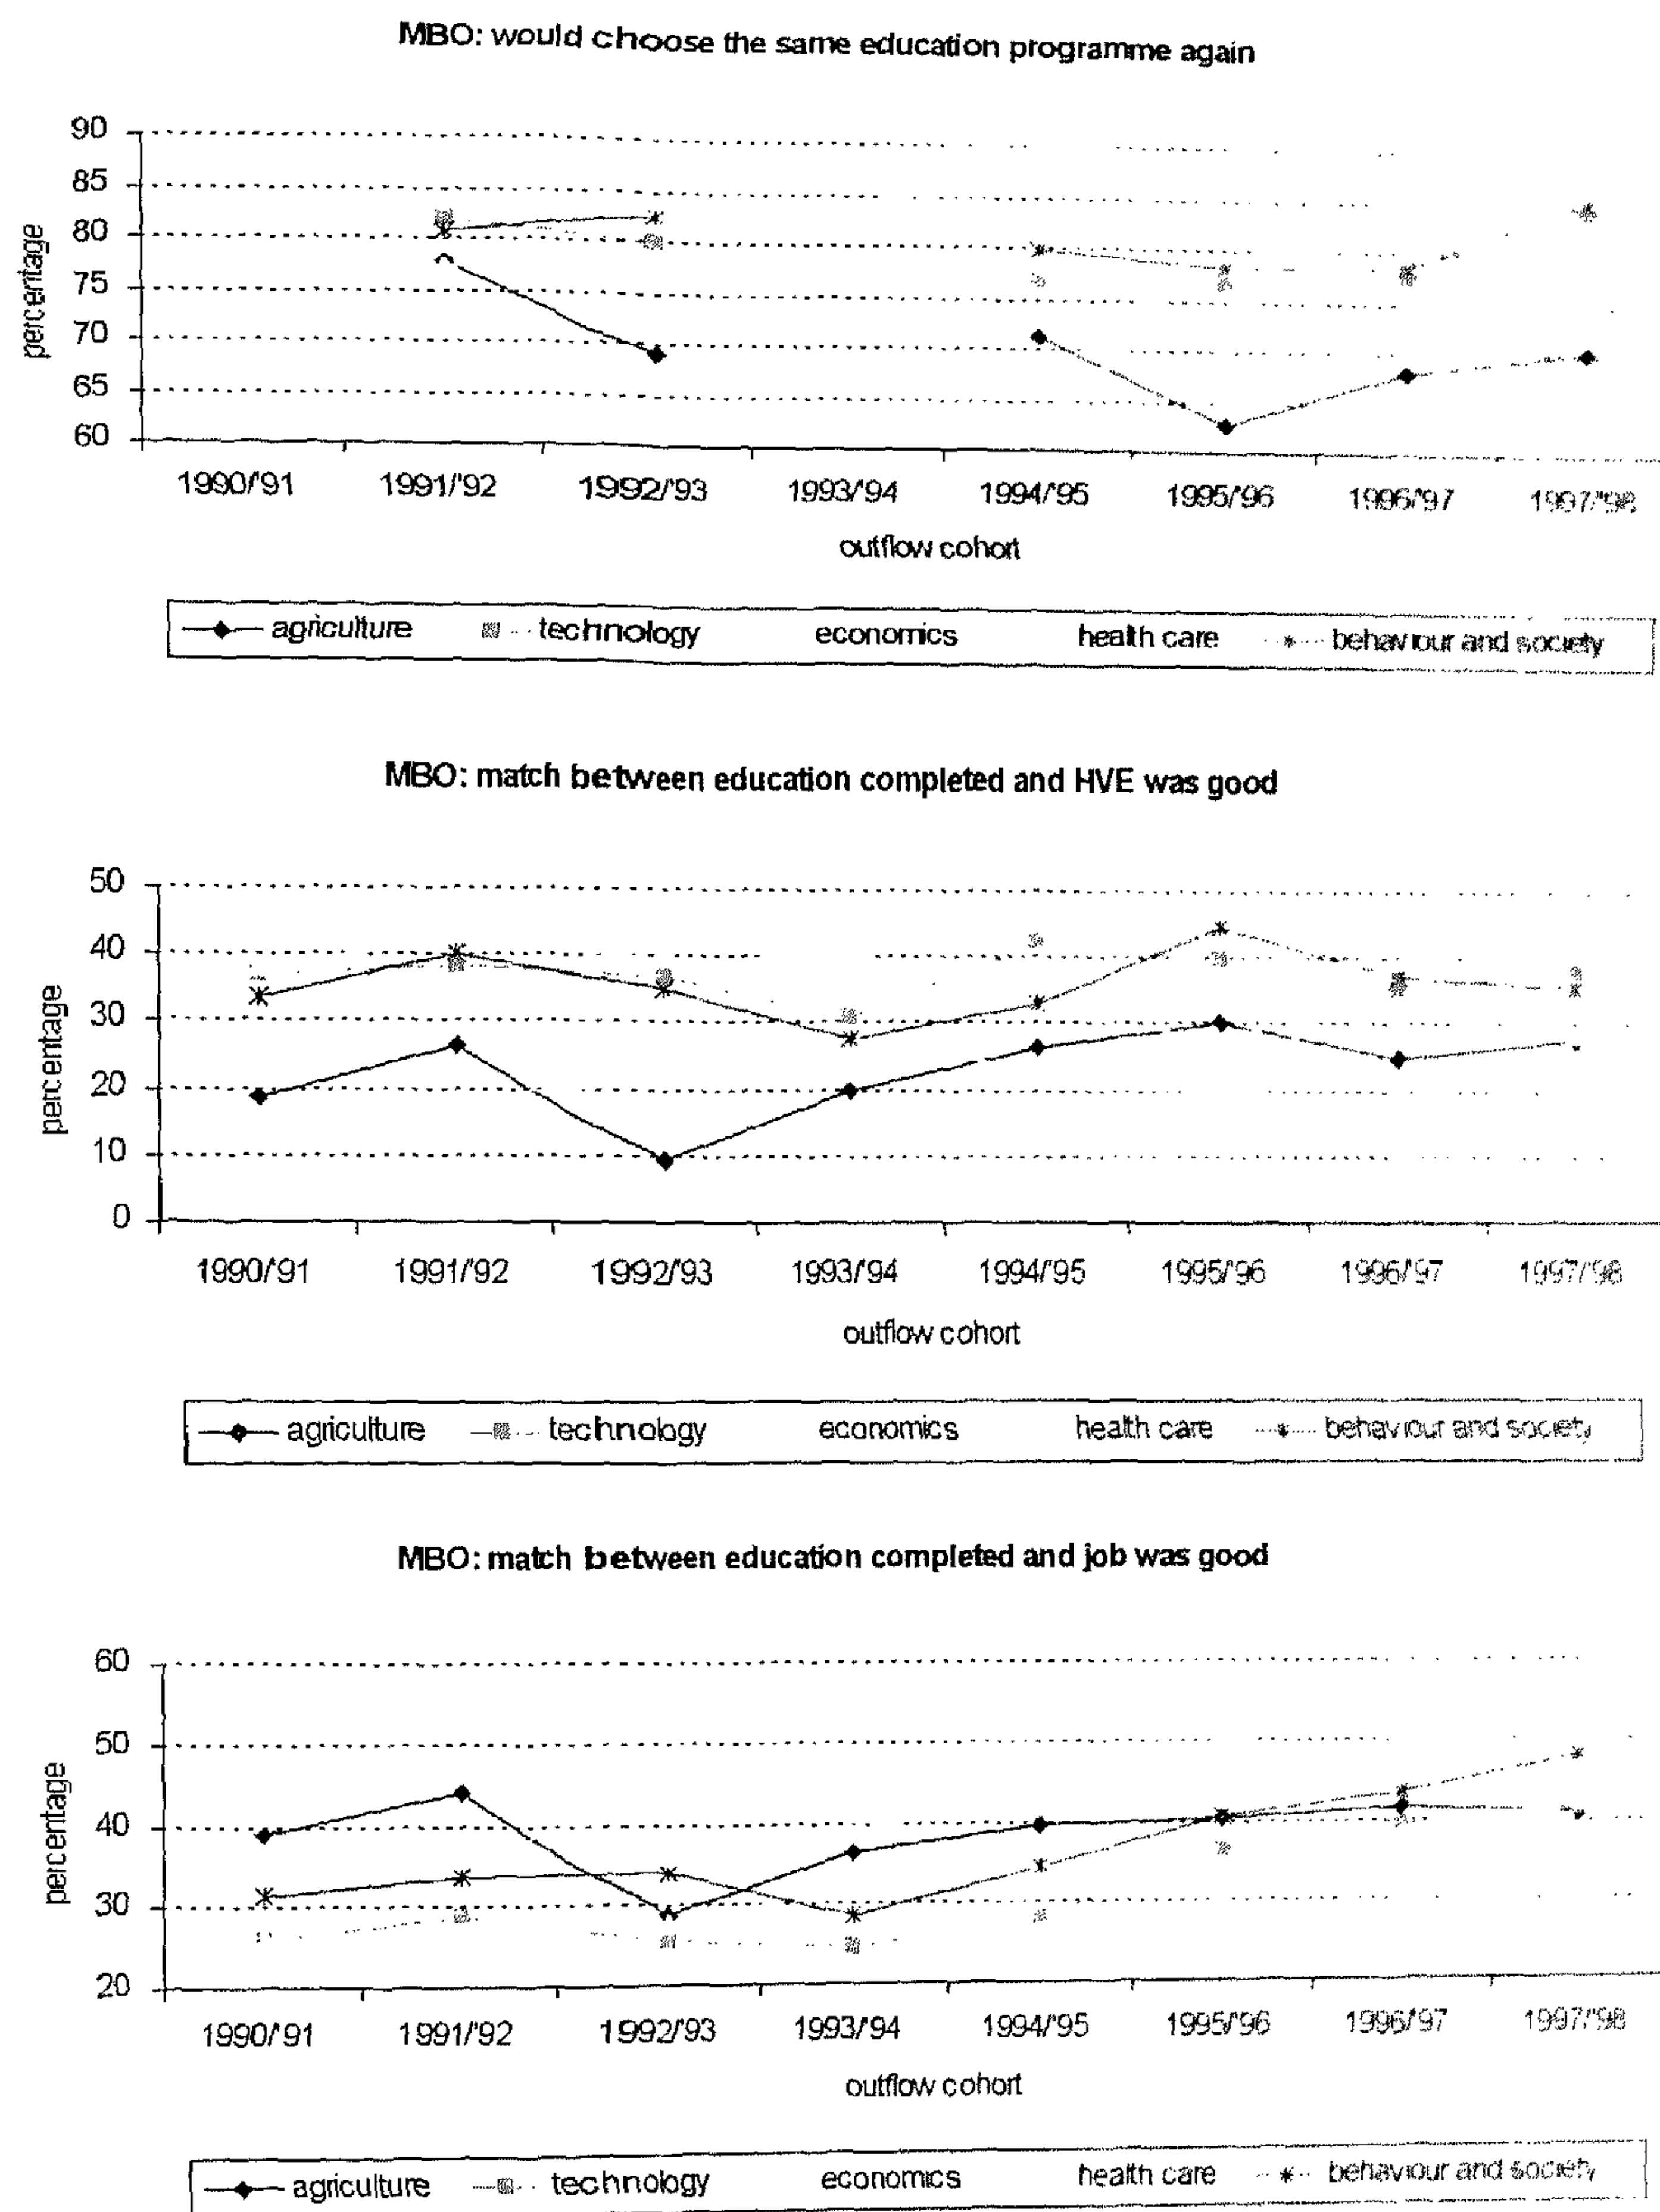 MBO: would choose the same education programme again
90
85
80
75
70
65
60
percentage
1990/'91 1991/'92 1992/'93 1993/'94 1994/'95 1995/'96 1996/'97 1997/'98
outflow cohort
agriculture technology economics health care behaviour and society
MBO: match between education completed and HVE was good
50
40
30
20
10
0
percentage
1990/'91 1991/'92 1992/'93 1993/'94 1994/'95 1995/'96 1996/'97 1997/'98
outflow cohort
agriculture technology economics health care behaviour and society
MBO: match between education completed and job was good
60
50
40
30
20
percentage
1990/'91 1991/'92 1992/'93 1993/'94 1994/'95 1995/'96 1996/'97 1997/'98
outflow cohort
agriculture technology economics health care behaviour and society